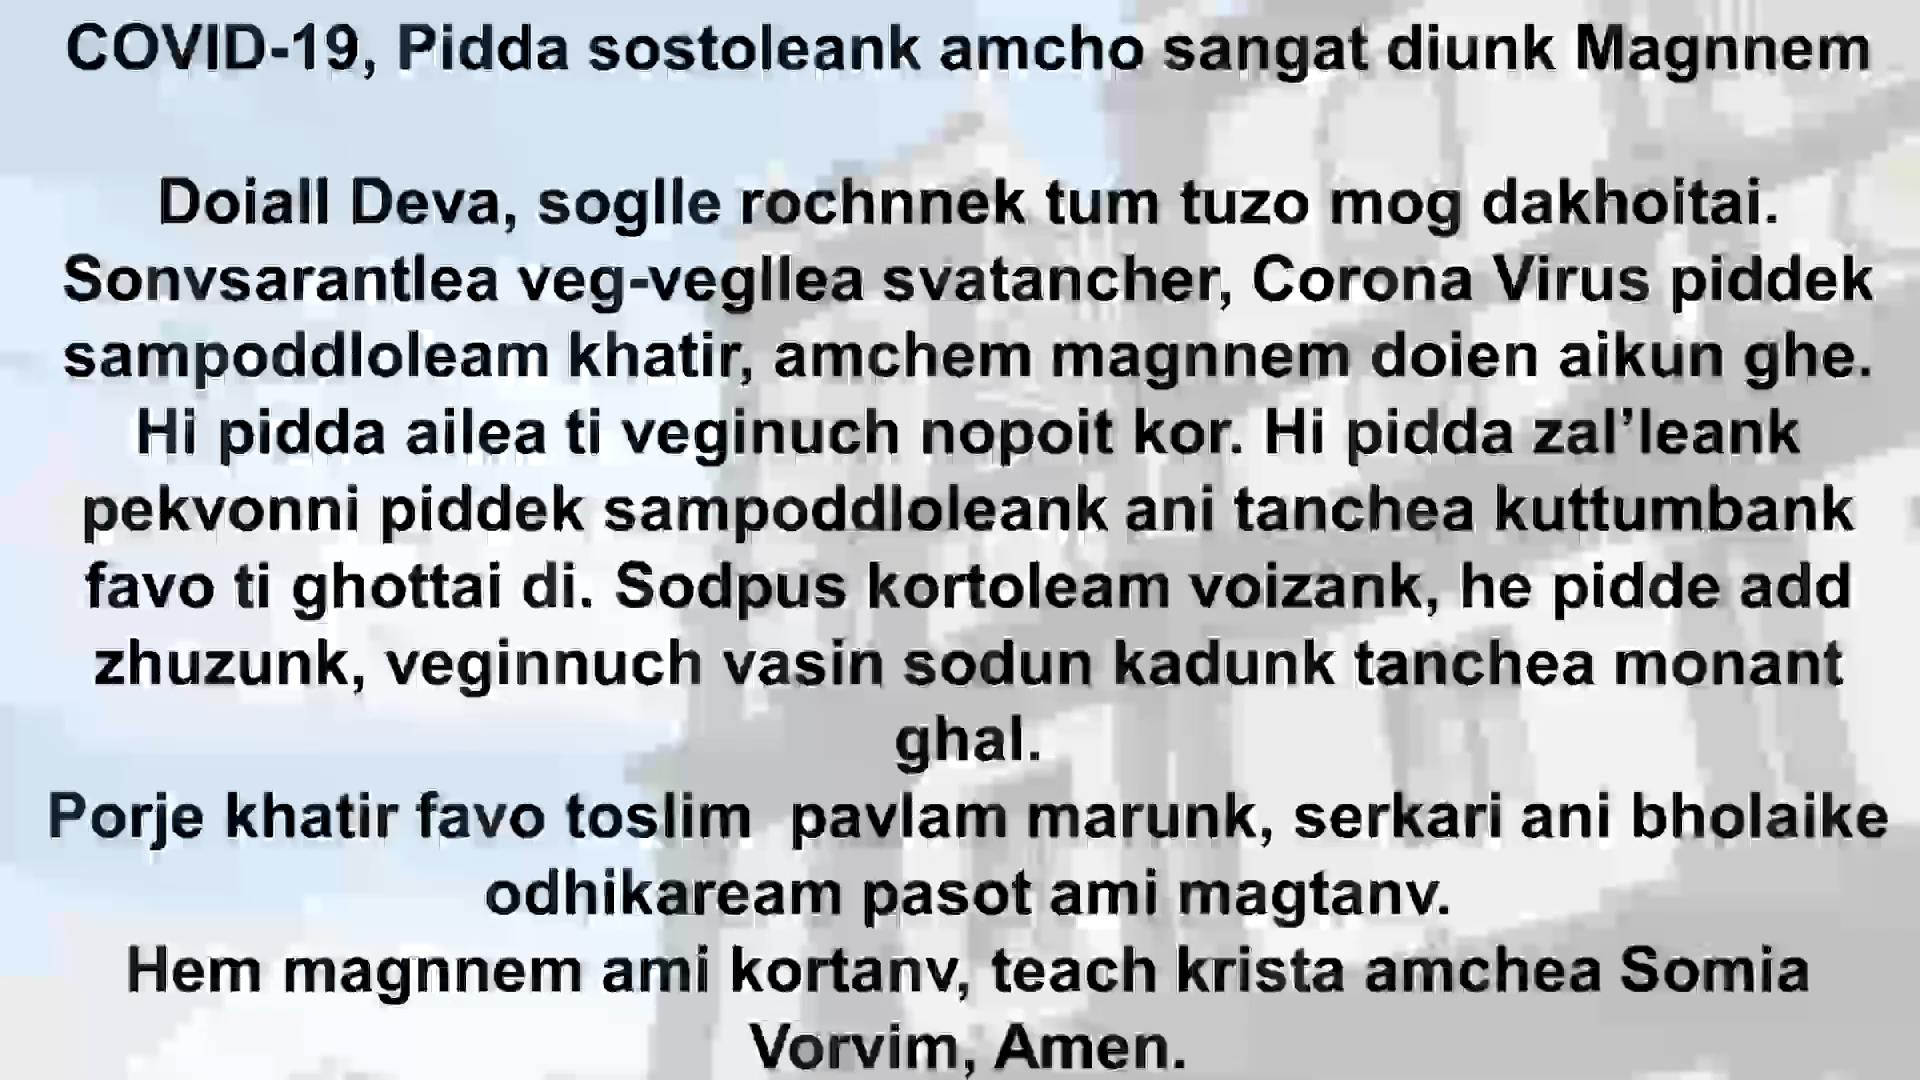 COVID-19, Pidda sostoleank amcho sangat diunk Magnnem
Doiall Deva, soglle rochnnek tum tuzo mog dakhoitai.
Sonvsarantlea veg-vegllea svatancher, Corona Virus piddek
sampoddloleam khatir, amchem magnnem doien aikun ghe.
Hi pidda ailea ti veginuch nopoit kor. Hi pidda zal’leank
pekvonni piddek sampoddloleank ani tanchea kuttumbank
favo ti ghottai di. Sodpus kortoleam voizank, he pidde add
zhuzunk, veginnuch vasin sodun kadunk tanchea monant
ghal.
Porje khatir favo toslim pavlam marunk, serkari ani bholaike
odhikaream pasot ami magtanv.
Hem magnnem ami kortanv, teach krista amchea Somia
Vorvim, Amen.